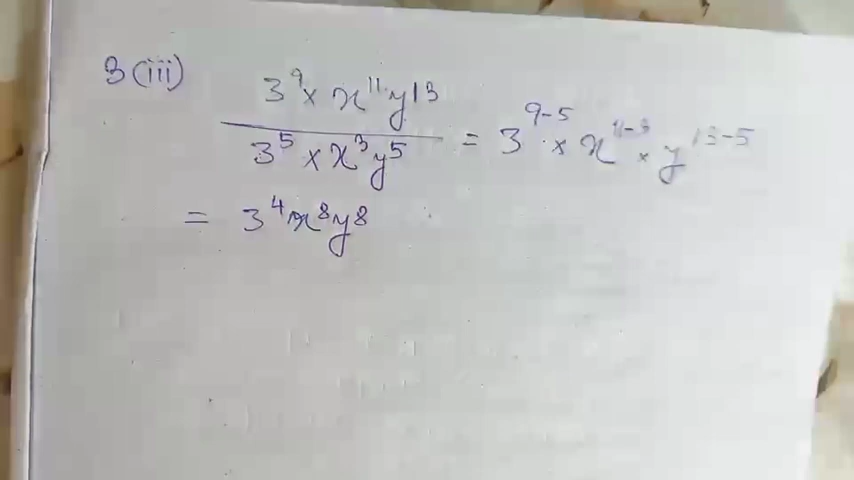 3(iii)
3⁹ × x¹¹y¹³
3⁵ × x³y⁵ = 3⁹⁻⁵ × x¹¹⁻³ × y¹³⁻⁵
= 3⁴x⁸y⁸